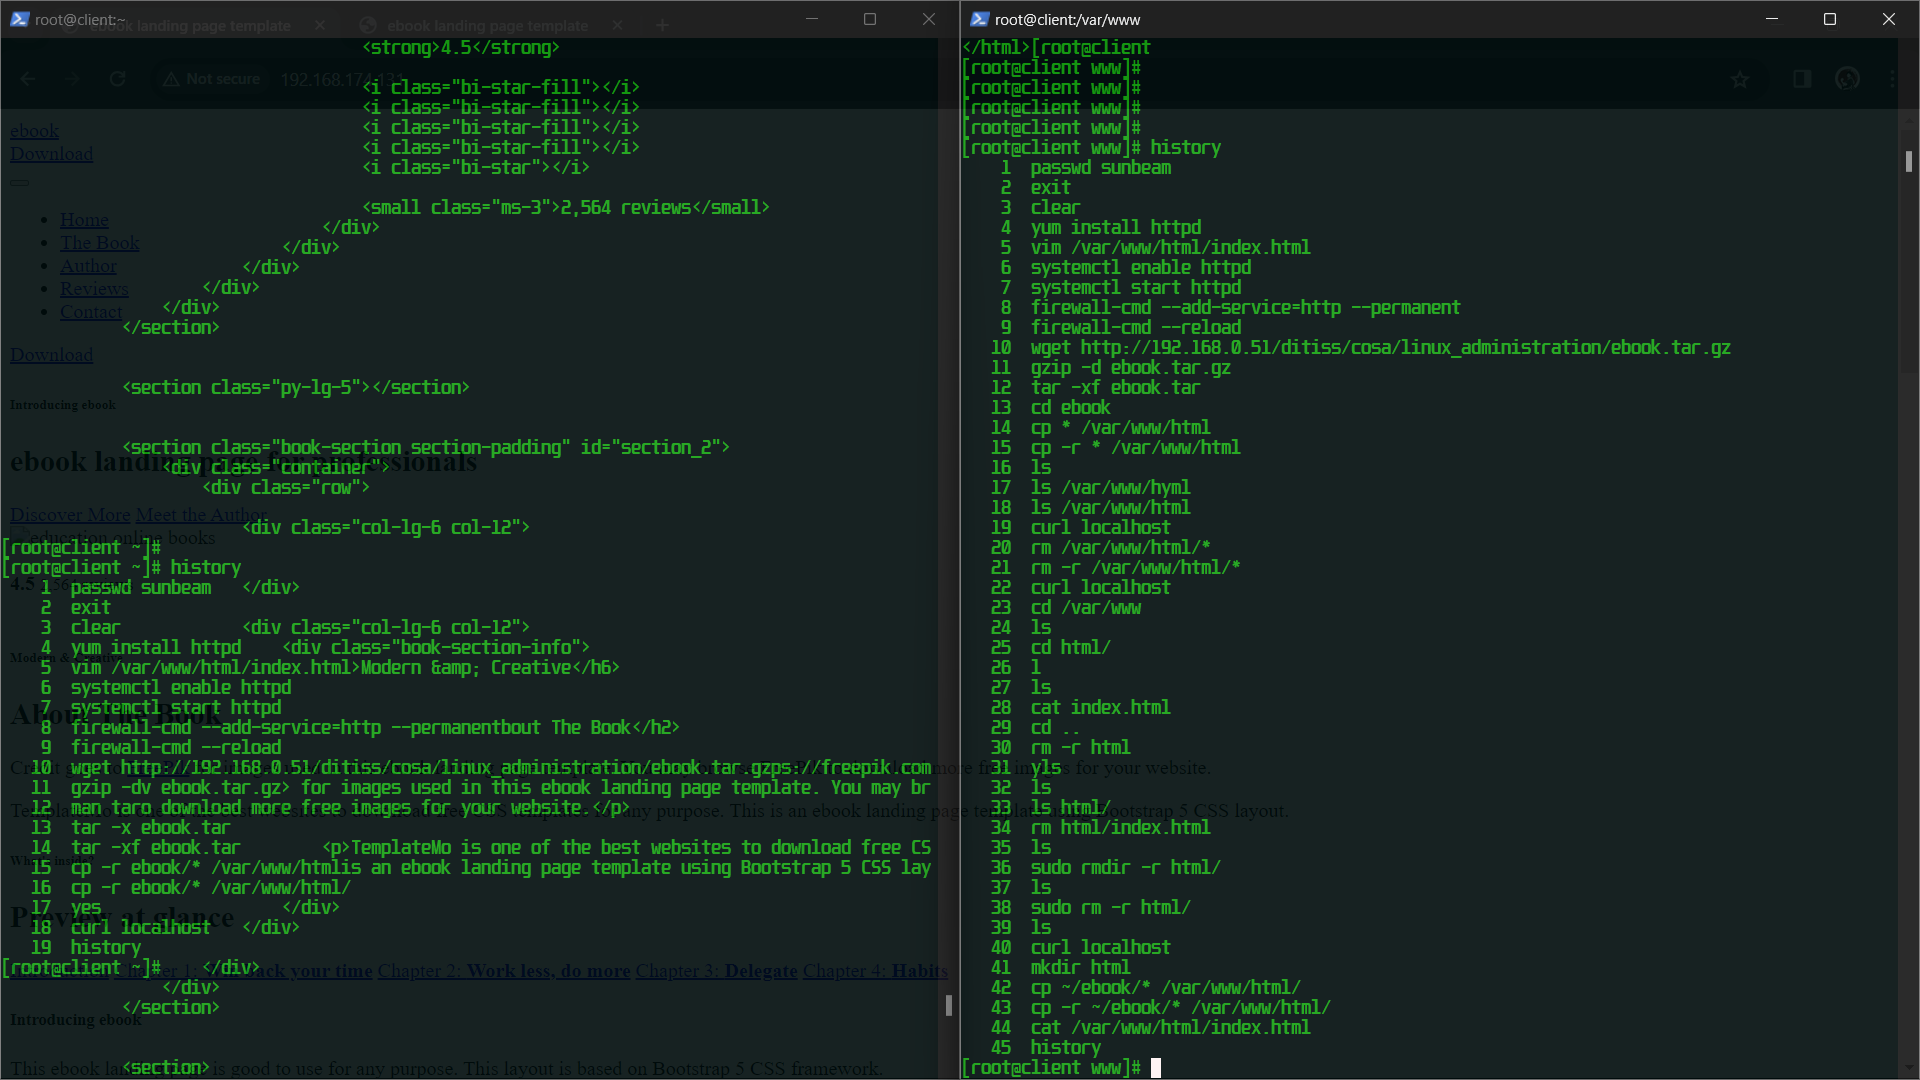 root@client:~
ebook landing page template
ebook landing page template
Not secure 192.168.174.131
<strong>4.5</strong>
<i class="bi-star-fill"></i>
<i class="bi-star-fill"></i>
<i class="bi-star-fill"></i>
<i class="bi-star-fill"></i>
<i class="bi-star"></i>
<small class="ms-3">2,564 reviews</small>
</div>
</div>
</div>
</div>
</div>
</section>
<section class="py-lg-5"></section>
<section class="book-section section-padding" id="section_2">
<div class="container">
<div class="row">
<div class="col-lg-6 col-12">
[root@client ~]#
[root@client ~]# history
1 passwd sunbeam </div>
2 exit
3 clear <div class="col-lg-6 col-12">
4 yum install httpd <div class="book-section-info">
5 vim /var/www/html/index.html>Modern &amp; Creative</h6>
6 systemctl enable httpd
7 systemctl start httpd
8 firewall-cmd --add-service=http --permanentbout The Book</h2>
9 firewall-cmd --reload
10 wget http://192.168.0.51/ditiss/cosa/linux_administration/ebook.tar.gzps://freepik.com
11 gzip -dv ebook.tar.gz> for images used in this ebook landing page template. You may br
12 man taro download more free images for your website.</p>
13 tar -x ebook.tar
14 tar -xf ebook.tar <p>TemplateMo is one of the best websites to download free CS
15 cp -r ebook/* /var/www/htmlis an ebook landing page template using Bootstrap 5 CSS lay
16 cp -r ebook/* /var/www/html/
17 yes </div>
18 curl localhost </div>
19 history
[root@client ~]# </div>
</div>
</section>
<section>
ebook
Download
Home
The Book
Author
Reviews
Contact
Download
Introducing ebook
ebook landing page for professionals
Discover More Meet the Author
education online books
4.5
Modern & Creative
About The Book
more free images for your website.
This is an ebook landing page template using Bootstrap 5 CSS layout.
What's inside?
Preview at glance
your time Chapter 2: Work less, do more Chapter 3: Delegate Chapter 4: Habits
Introducing ebook
This ebook landing is good to use for any purpose. This layout is based on Bootstrap 5 CSS framework.
root@client:/var/www
</html>[root@client
[root@client www]#
[root@client www]#
[root@client www]#
[root@client www]#
[root@client www]# history
1 passwd sunbeam
2 exit
3 clear
4 yum install httpd
5 vim /var/www/html/index.html
6 systemctl enable httpd
7 systemctl start httpd
8 firewall-cmd --add-service=http --permanent
9 firewall-cmd --reload
10 wget http://192.168.0.51/ditiss/cosa/linux_administration/ebook.tar.gz
11 gzip -d ebook.tar.gz
12 tar -xf ebook.tar
13 cd ebook
14 cp * /var/www/html
15 cp -r * /var/www/html
16 ls
17 ls /var/www/hyml
18 ls /var/www/html
19 curl localhost
20 rm /var/www/html/*
21 rm -r /var/www/html/*
22 curl localhost
23 cd /var/www
24 ls
25 cd html/
26 l
27 ls
28 cat index.html
29 cd ..
30 rm -r html
31 yls
32 ls
33 ls html/
34 rm html/index.html
35 ls
36 sudo rmdir -r html/
37 ls
38 sudo rm -r html/
39 ls
40 curl localhost
41 mkdir html
42 cp ~/ebook/* /var/www/html/
43 cp -r ~/ebook/* /var/www/html/
44 cat /var/www/html/index.html
45 history
[root@client www]#